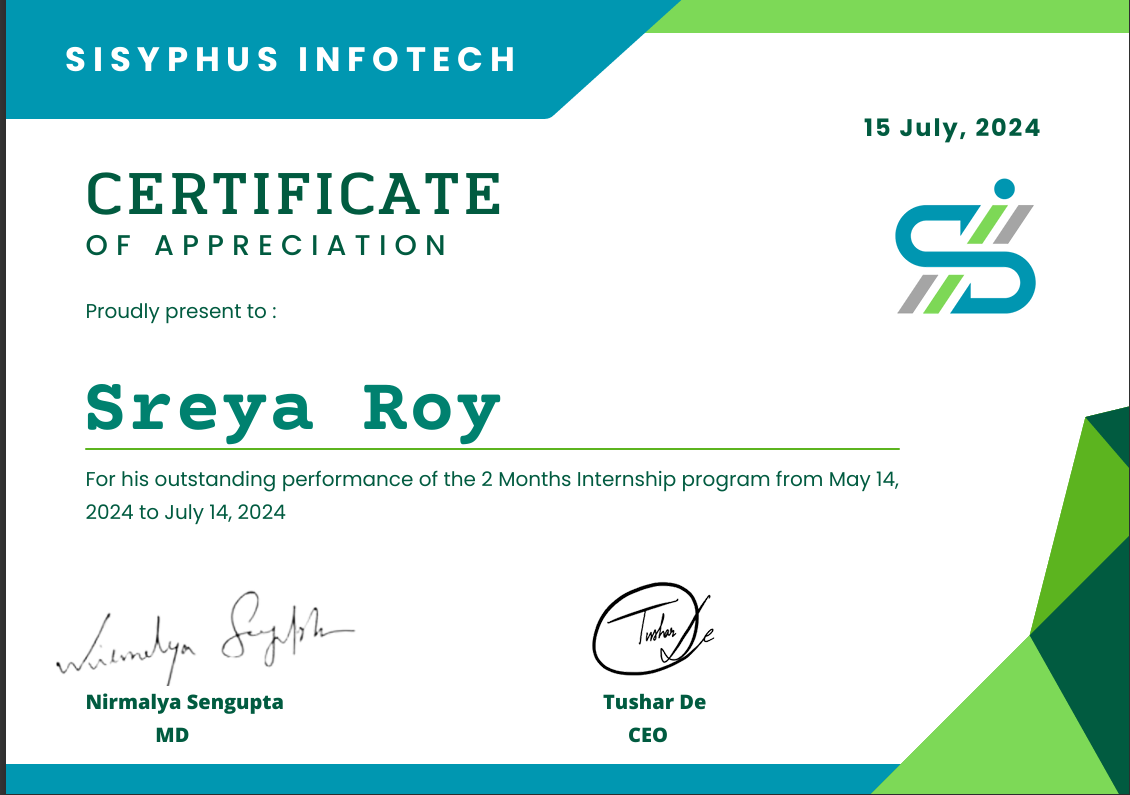 SISYPHUS INFOTECH
15 July, 2024
CERTIFICATE
OF APPRECIATION
Proudly present to :
Sreya Roy
For his outstanding performance of the 2 Months Internship program from May 14,
2024 to July 14, 2024
Nirmalya Sengupta
Tushar De
Nirmalya Sengupta
Tushar De
MD
CEO